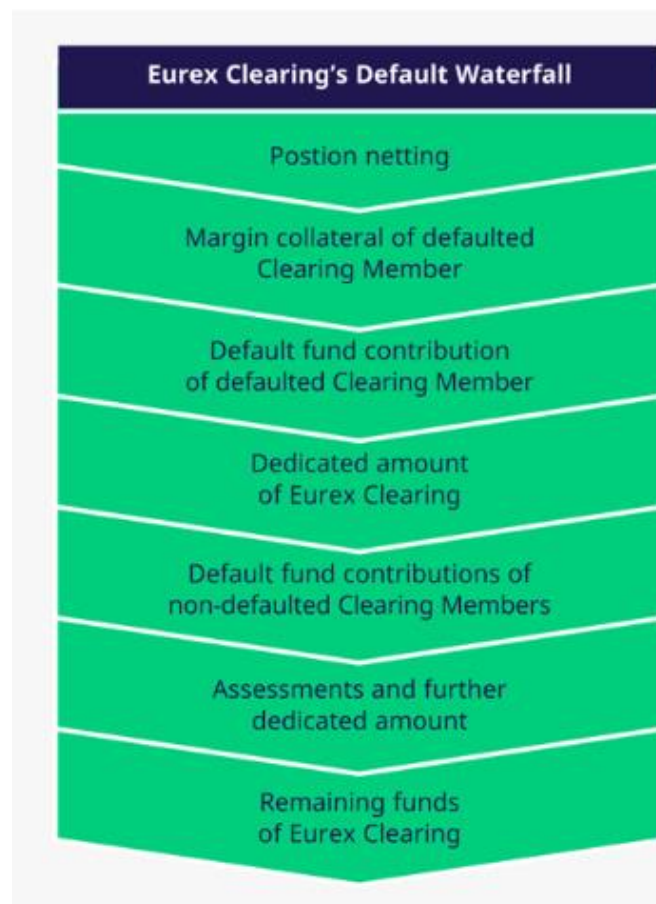 Eurex Clearing’s Default Waterfall
Postion netting
Margin collateral of defaulted
Clearing Member
Default fund contribution
of defaulted Clearing Member
Dedicated amount
of Eurex Clearing
Default fund contributions of
non-defaulted Clearing Members
Assessments and further
dedicated amount
Remaining funds
of Eurex Clearing